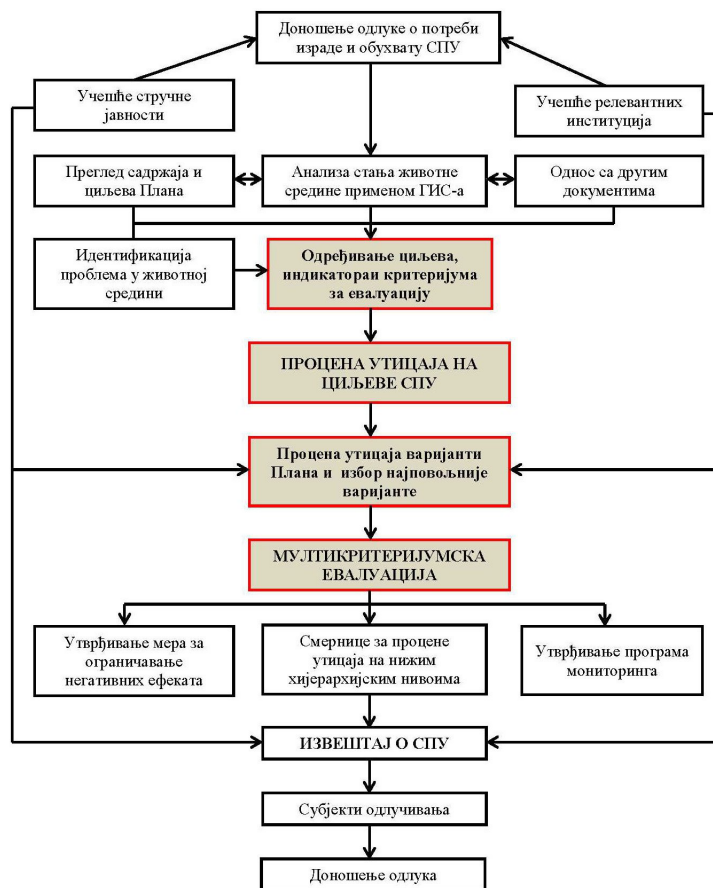 Доношење одлуке о потреби
израде и обухвату СПУ
Учешће стручне
јавности
Учешће релевантних
институција
Преглед садржаја и
циљева Плана
Анализа стања животне
средине применом ГИС-а
Однос са другим
документима
Идентификација
проблема у животној
средини
Одређивање циљева,
индикатораи критеријума
за евалуацију
ПРОЦЕНА УТИЦАЈА НА
ЦИЉЕВЕ СПУ
Процена утицаја варијанти
Плана и избор најповољније
варијанте
МУЛТИКРИТЕРИЈУМСКА
ЕВАЛУАЦИЈА
Утврђивање мера за
ограничавање
негативних ефеката
Смернице за процене
утицаја на нижим
хијерархијским нивоима
Утврђивање програма
мониторинга
ИЗВЕШТАЈ О СПУ
Субјекти одлучивања
Доношење одлука